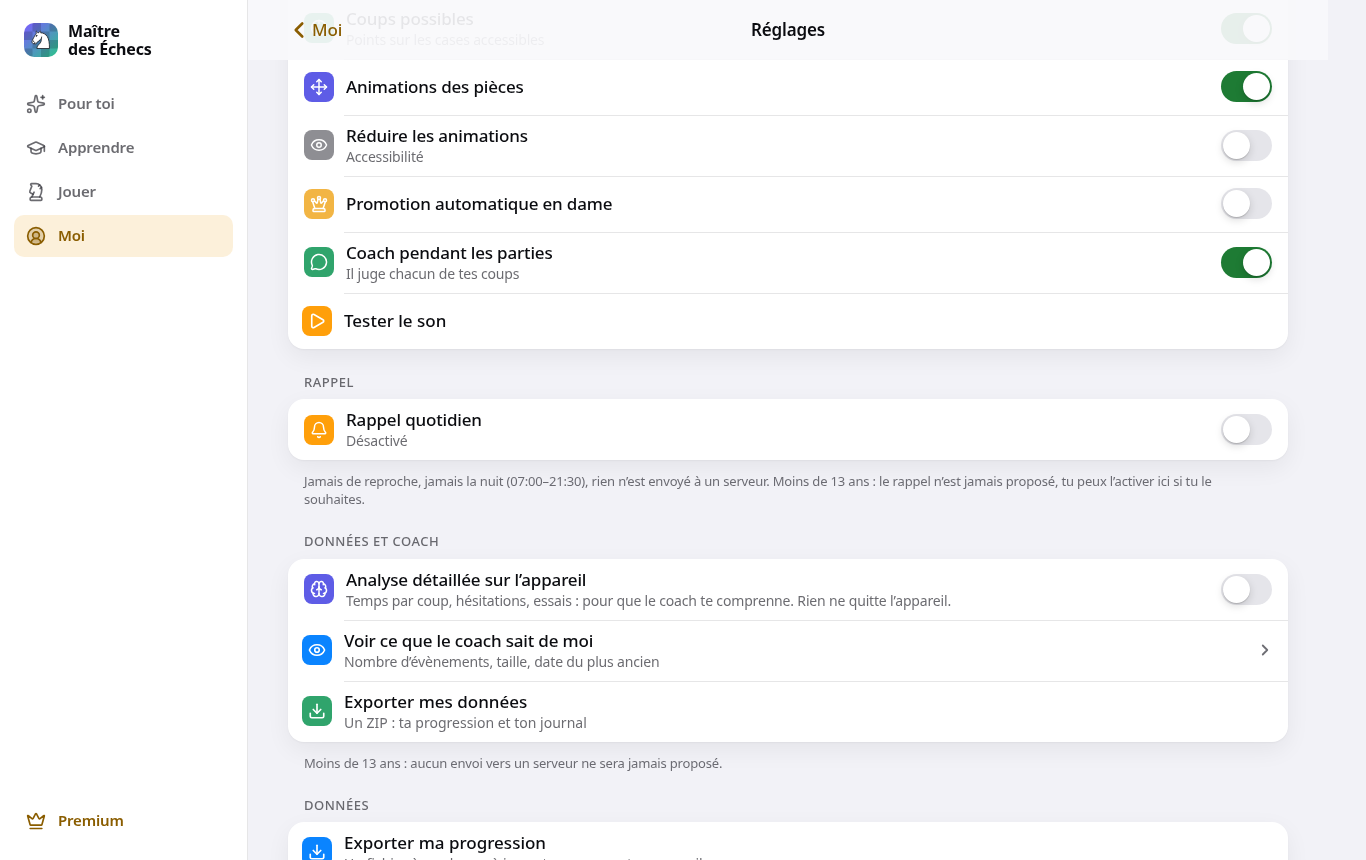 Maître
des Échecs
Pour toi
Apprendre
Jouer
Moi
Premium
Moi
Réglages
Coups possibles
Points sur les cases accessibles
Animations des pièces
Réduire les animations
Accessibilité
Promotion automatique en dame
Coach pendant les parties
Il juge chacun de tes coups
Tester le son
RAPPEL
Rappel quotidien
Désactivé
Jamais de reproche, jamais la nuit (07:00–21:30), rien n’est envoyé à un serveur. Moins de 13 ans : le rappel n’est jamais proposé, tu peux l’activer ici si tu le
souhaites.
DONNÉES ET COACH
Analyse détaillée sur l’appareil
Temps par coup, hésitations, essais : pour que le coach te comprenne. Rien ne quitte l’appareil.
Voir ce que le coach sait de moi
Nombre d’évènements, taille, date du plus ancien
Exporter mes données
Un ZIP : ta progression et ton journal
Moins de 13 ans : aucun envoi vers un serveur ne sera jamais proposé.
DONNÉES
Exporter ma progression